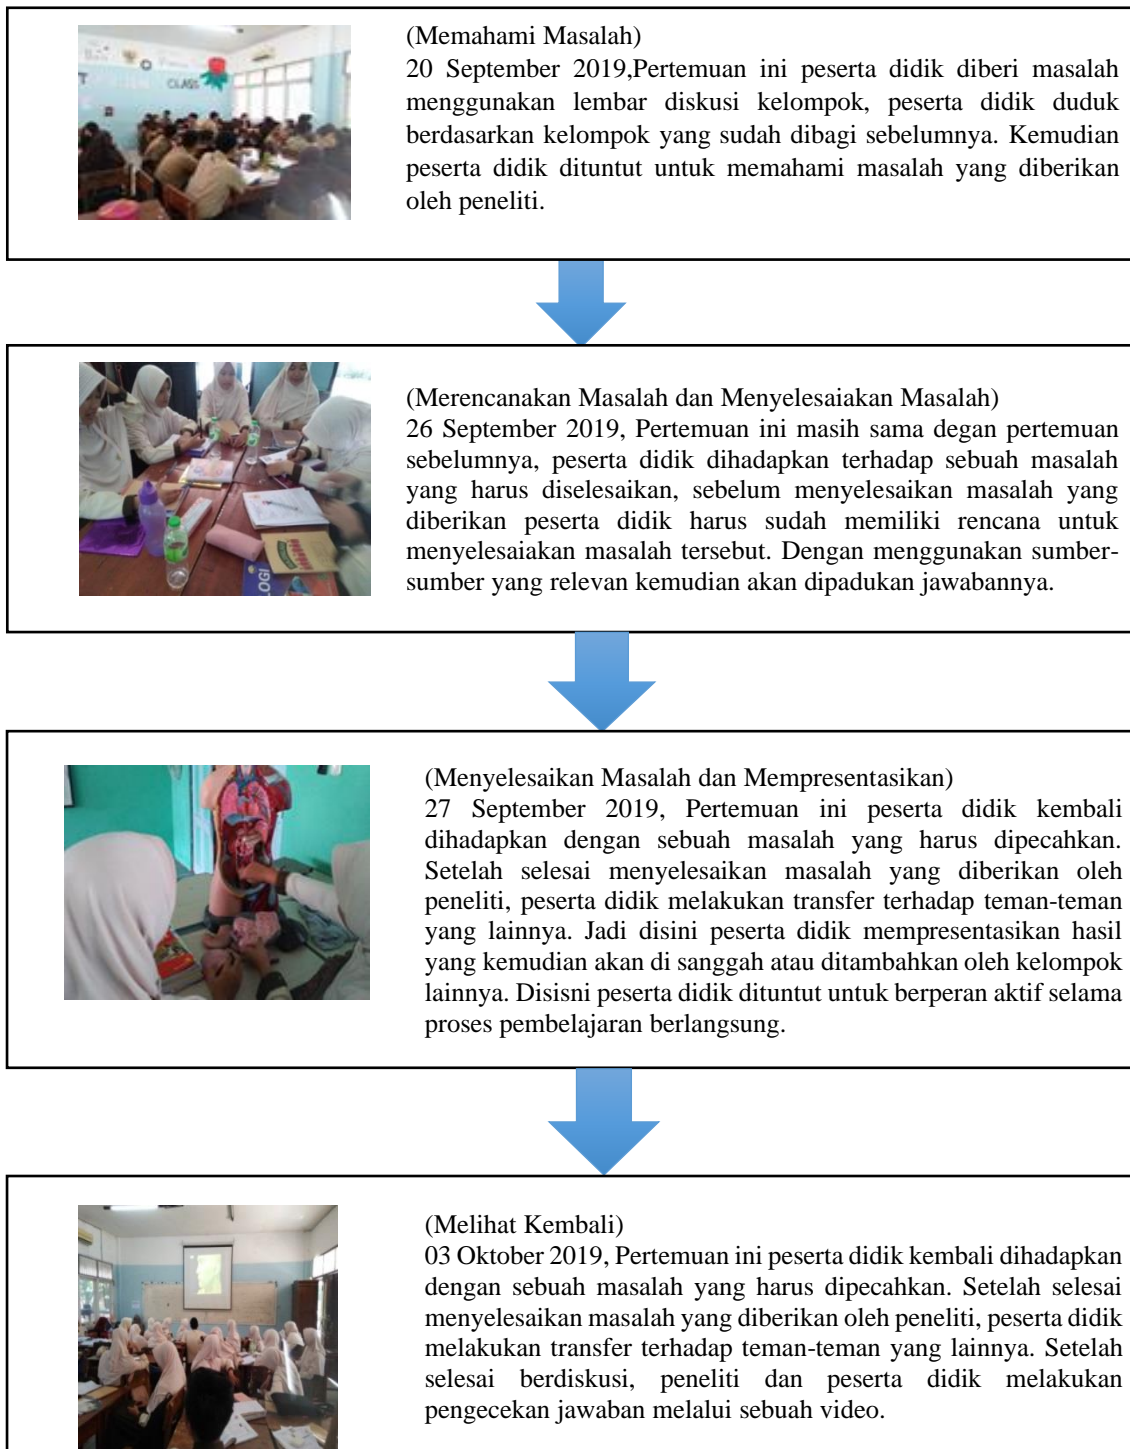 (Memahami Masalah)
20 September 2019,Pertemuan ini peserta didik diberi masalah
menggunakan lembar diskusi kelompok, peserta didik duduk
berdasarkan kelompok yang sudah dibagi sebelumnya. Kemudian
peserta didik dituntut untuk memahami masalah yang diberikan
oleh peneliti.
CLASS
(Merencanakan Masalah dan Menyelesaiakan Masalah)
26 September 2019, Pertemuan ini masih sama degan pertemuan
sebelumnya, peserta didik dihadapkan terhadap sebuah masalah
yang harus diselesaikan, sebelum menyelesaikan masalah yang
diberikan peserta didik harus sudah memiliki rencana untuk
menyelesaiakan masalah tersebut. Dengan menggunakan sumber-
sumber yang relevan kemudian akan dipadukan jawabannya.
LOGI
(Menyelesaikan Masalah dan Mempresentasikan)
27 September 2019, Pertemuan ini peserta didik kembali
dihadapkan dengan sebuah masalah yang harus dipecahkan.
Setelah selesai menyelesaikan masalah yang diberikan oleh
peneliti, peserta didik melakukan transfer terhadap teman-teman
yang lainnya. Jadi disini peserta didik mempresentasikan hasil
yang kemudian akan di sanggah atau ditambahkan oleh kelompok
lainnya. Disisni peserta didik dituntut untuk berperan aktif selama
proses pembelajaran berlangsung.
(Melihat Kembali)
03 Oktober 2019, Pertemuan ini peserta didik kembali dihadapkan
dengan sebuah masalah yang harus dipecahkan. Setelah selesai
menyelesaikan masalah yang diberikan oleh peneliti, peserta didik
melakukan transfer terhadap teman-teman yang lainnya. Setelah
selesai berdiskusi, peneliti dan peserta didik melakukan
pengecekan jawaban melalui sebuah video.